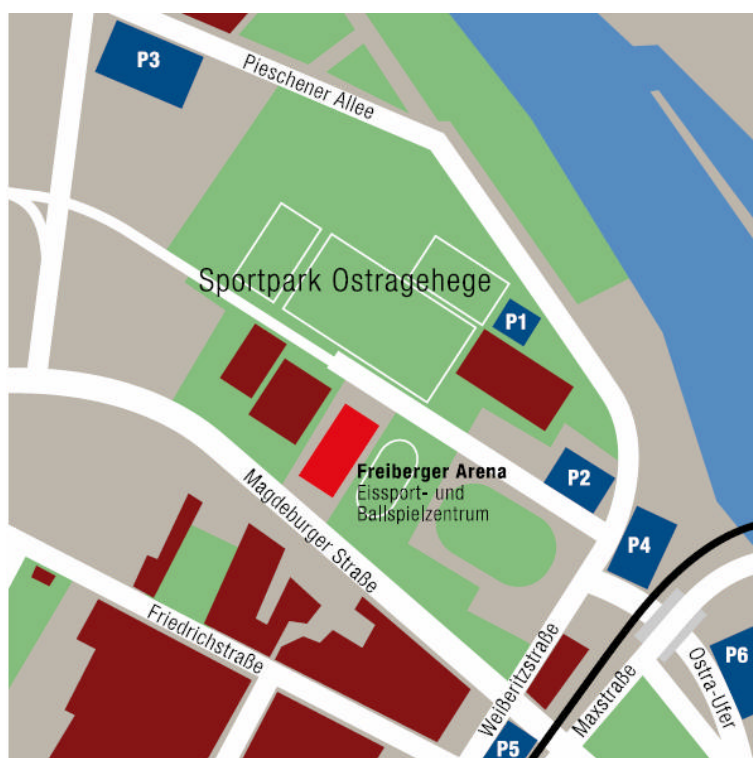 P3
Pieschener Allee
Sportpark Ostragehege
P1
Freiberger Arena
Eissport- und
Ballspielzentrum
P2
Magdeburger Straße
P4
Friedrichstraße
Weißeritzstraße
Maxstraße
Ostra-Ufer
P6
P5